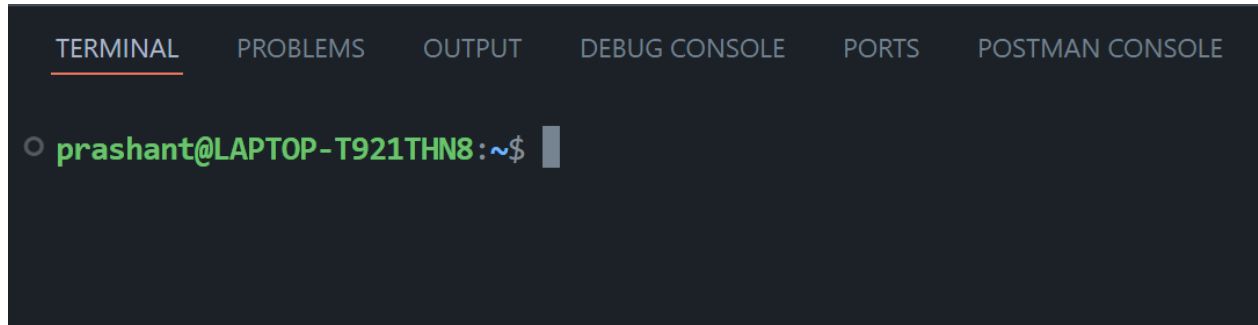 TERMINAL PROBLEMS OUTPUT DEBUG CONSOLE PORTS POSTMAN CONSOLE
prashant@LAPTOP-T921THN8:~$